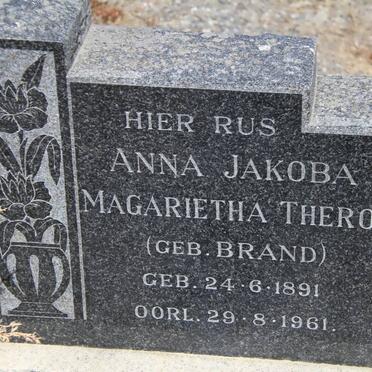 HIER RUS
ANNA JAKOBA
MAGARIETHA THERO
(GEB. BRAND)
GEB. 24·6·1891
OORL. 29·8·1961.